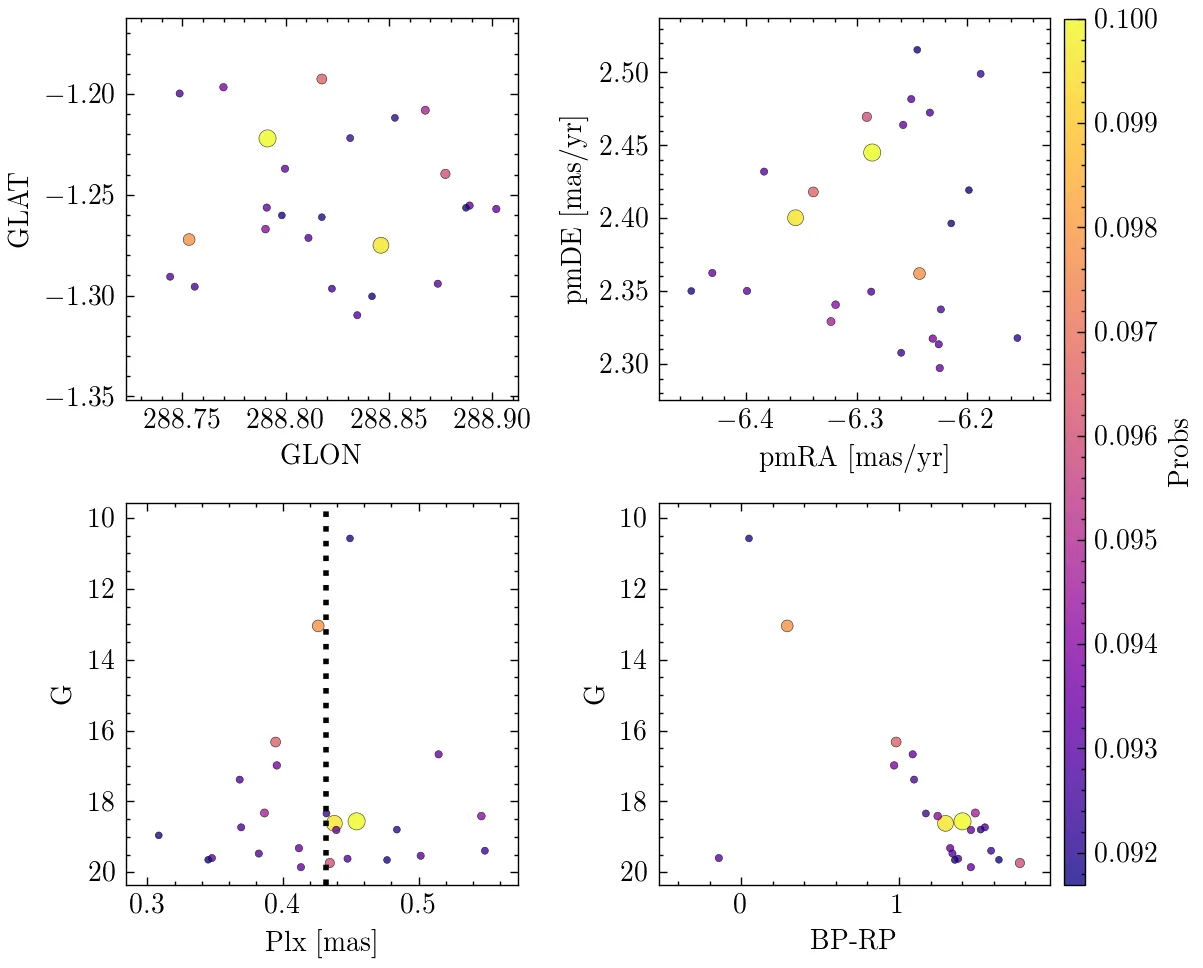 −1.20
−1.25
−1.30
−1.35
GLAT
288.75 288.80 288.85 288.90
GLON
2.50
2.45
2.40
2.35
2.30
pmDE [mas/yr]
−6.4 −6.3 −6.2
pmRA [mas/yr]
0.100
0.099
0.098
0.097
0.096
0.095
0.094
0.093
0.092
Probs
10
12
14
16
18
20
G
0.3 0.4 0.5
Plx [mas]
10
12
14
16
18
20
G
0 1
BP-RP